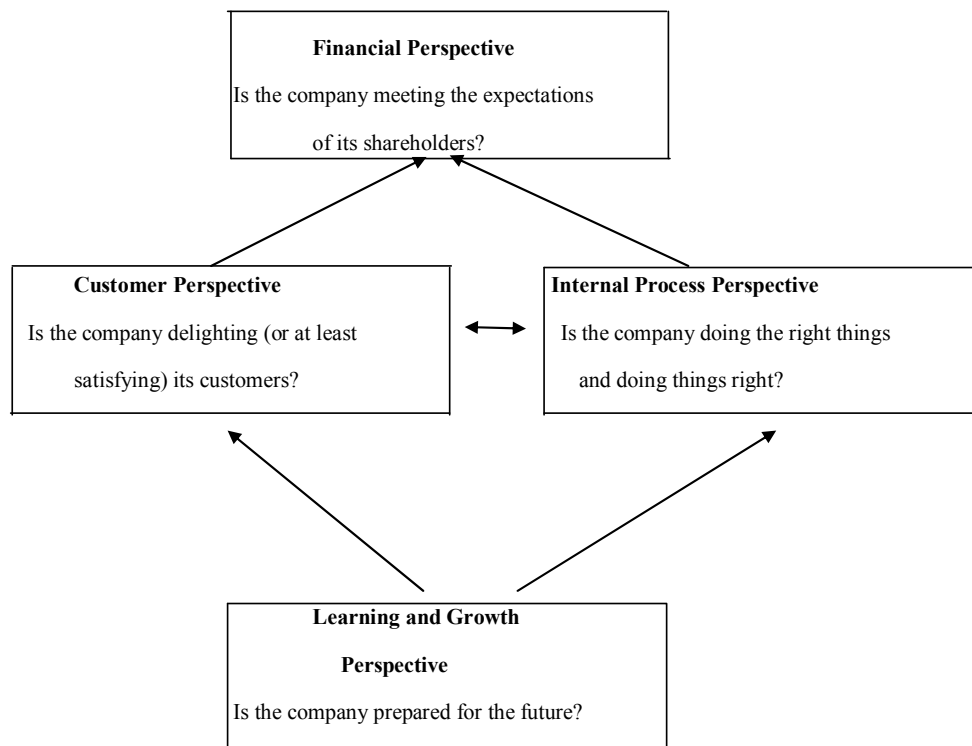 Financial Perspective
Is the company meeting the expectations
of its shareholders?
Customer Perspective
Is the company delighting (or at least
satisfying) its customers?
Internal Process Perspective
Is the company doing the right things
and doing things right?
Learning and Growth
Perspective
Is the company prepared for the future?